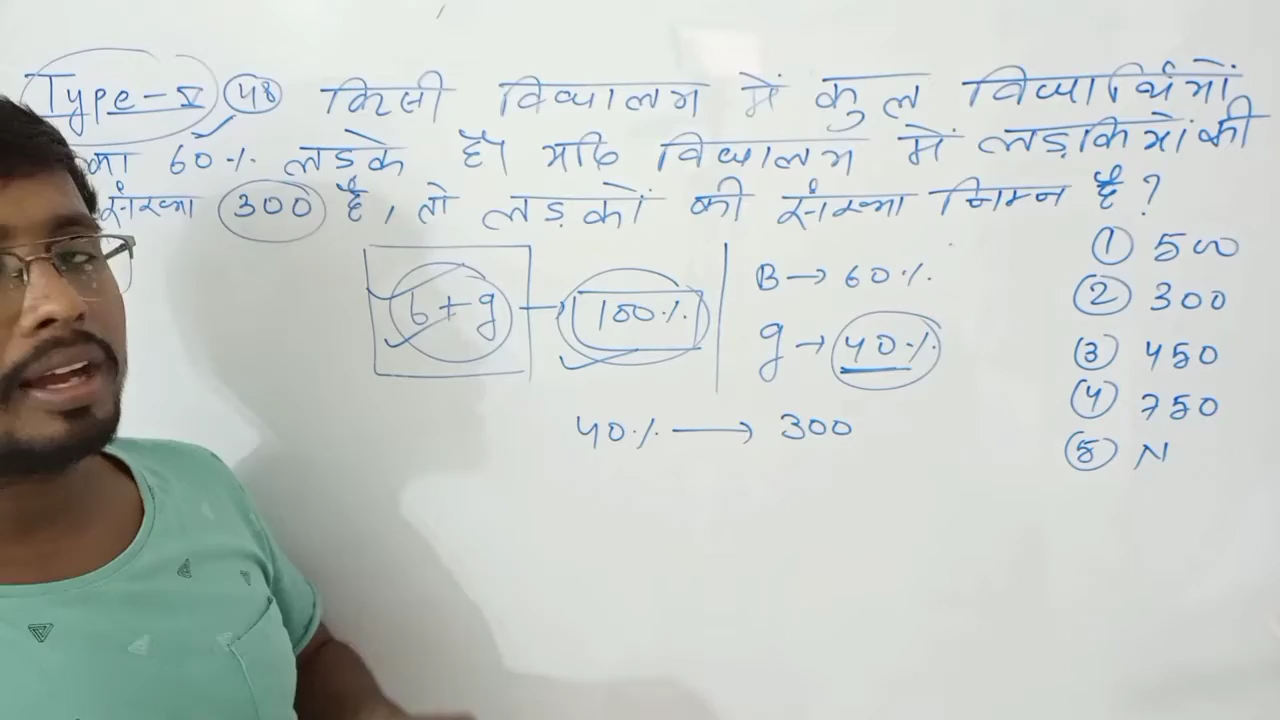 Type-V 48 किसी विद्यालय में कुल विद्यार्थियों
का 60% लड़के है। यदि विद्यालय में लड़कियों की
संख्या 300 है, तो लड़कों की संख्या निम्न है ?
b+g → 100%
B → 60%
g → 40%
40% → 300
① 500
② 300
③ 450
④ 750
⑤ N